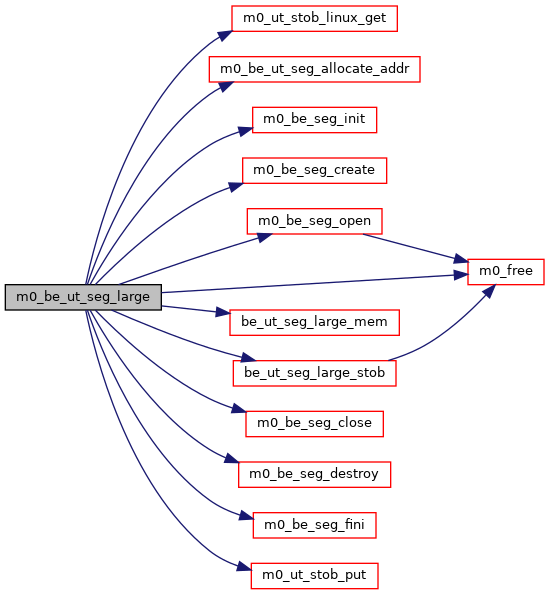 m0_ut_stob_linux_get
m0_be_ut_seg_allocate_addr
m0_be_seg_init
m0_be_seg_create
m0_be_seg_open
m0_free
m0_be_ut_seg_large
be_ut_seg_large_mem
be_ut_seg_large_stob
m0_be_seg_close
m0_be_seg_destroy
m0_be_seg_fini
m0_ut_stob_put